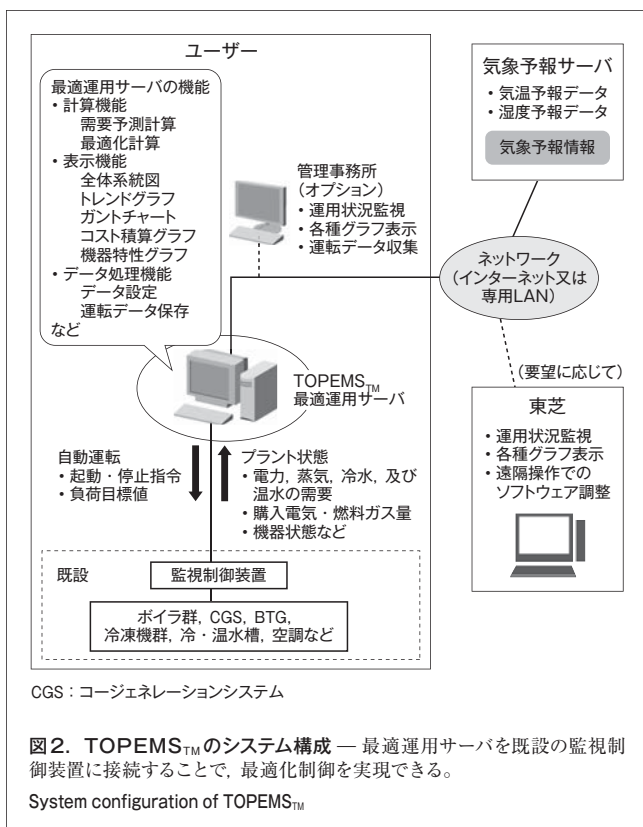 ユーザー
最適運用サーバの機能
・計算機能
需要予測計算
最適化計算
・表示機能
全体系統図
トレンドグラフ
ガントチャート
コスト積算グラフ
機器特性グラフ
・データ処理機能
データ設定
運転データ保存
など
管理事務所
(オプション)
・運用状況監視
・各種グラフ表示
・運転データ収集
TOPEMSTM
最適運用サーバ
気象予報サーバ
・気温予報データ
・湿度予報データ
気象予報情報
ネットワーク
(インターネット又は
専用LAN)
(要望に応じて)
東芝
・運用状況監視
・各種グラフ表示
・遠隔操作での
ソフトウェア調整
自動運転
・起動・停止指令
・負荷目標値
プラント状態
・電力, 蒸気, 冷水, 及び
温水の需要
・購入電気・燃料ガス量
・機器状態など
既設
監視制御装置
ボイラ群, CGS, BTG,
冷凍機群, 冷・温水槽, 空調など
CGS：コージェネレーションシステム
図2. TOPEMSTMのシステム構成 — 最適運用サーバを既設の監視制
御装置に接続することで, 最適化制御を実現できる。
System configuration of TOPEMSTM